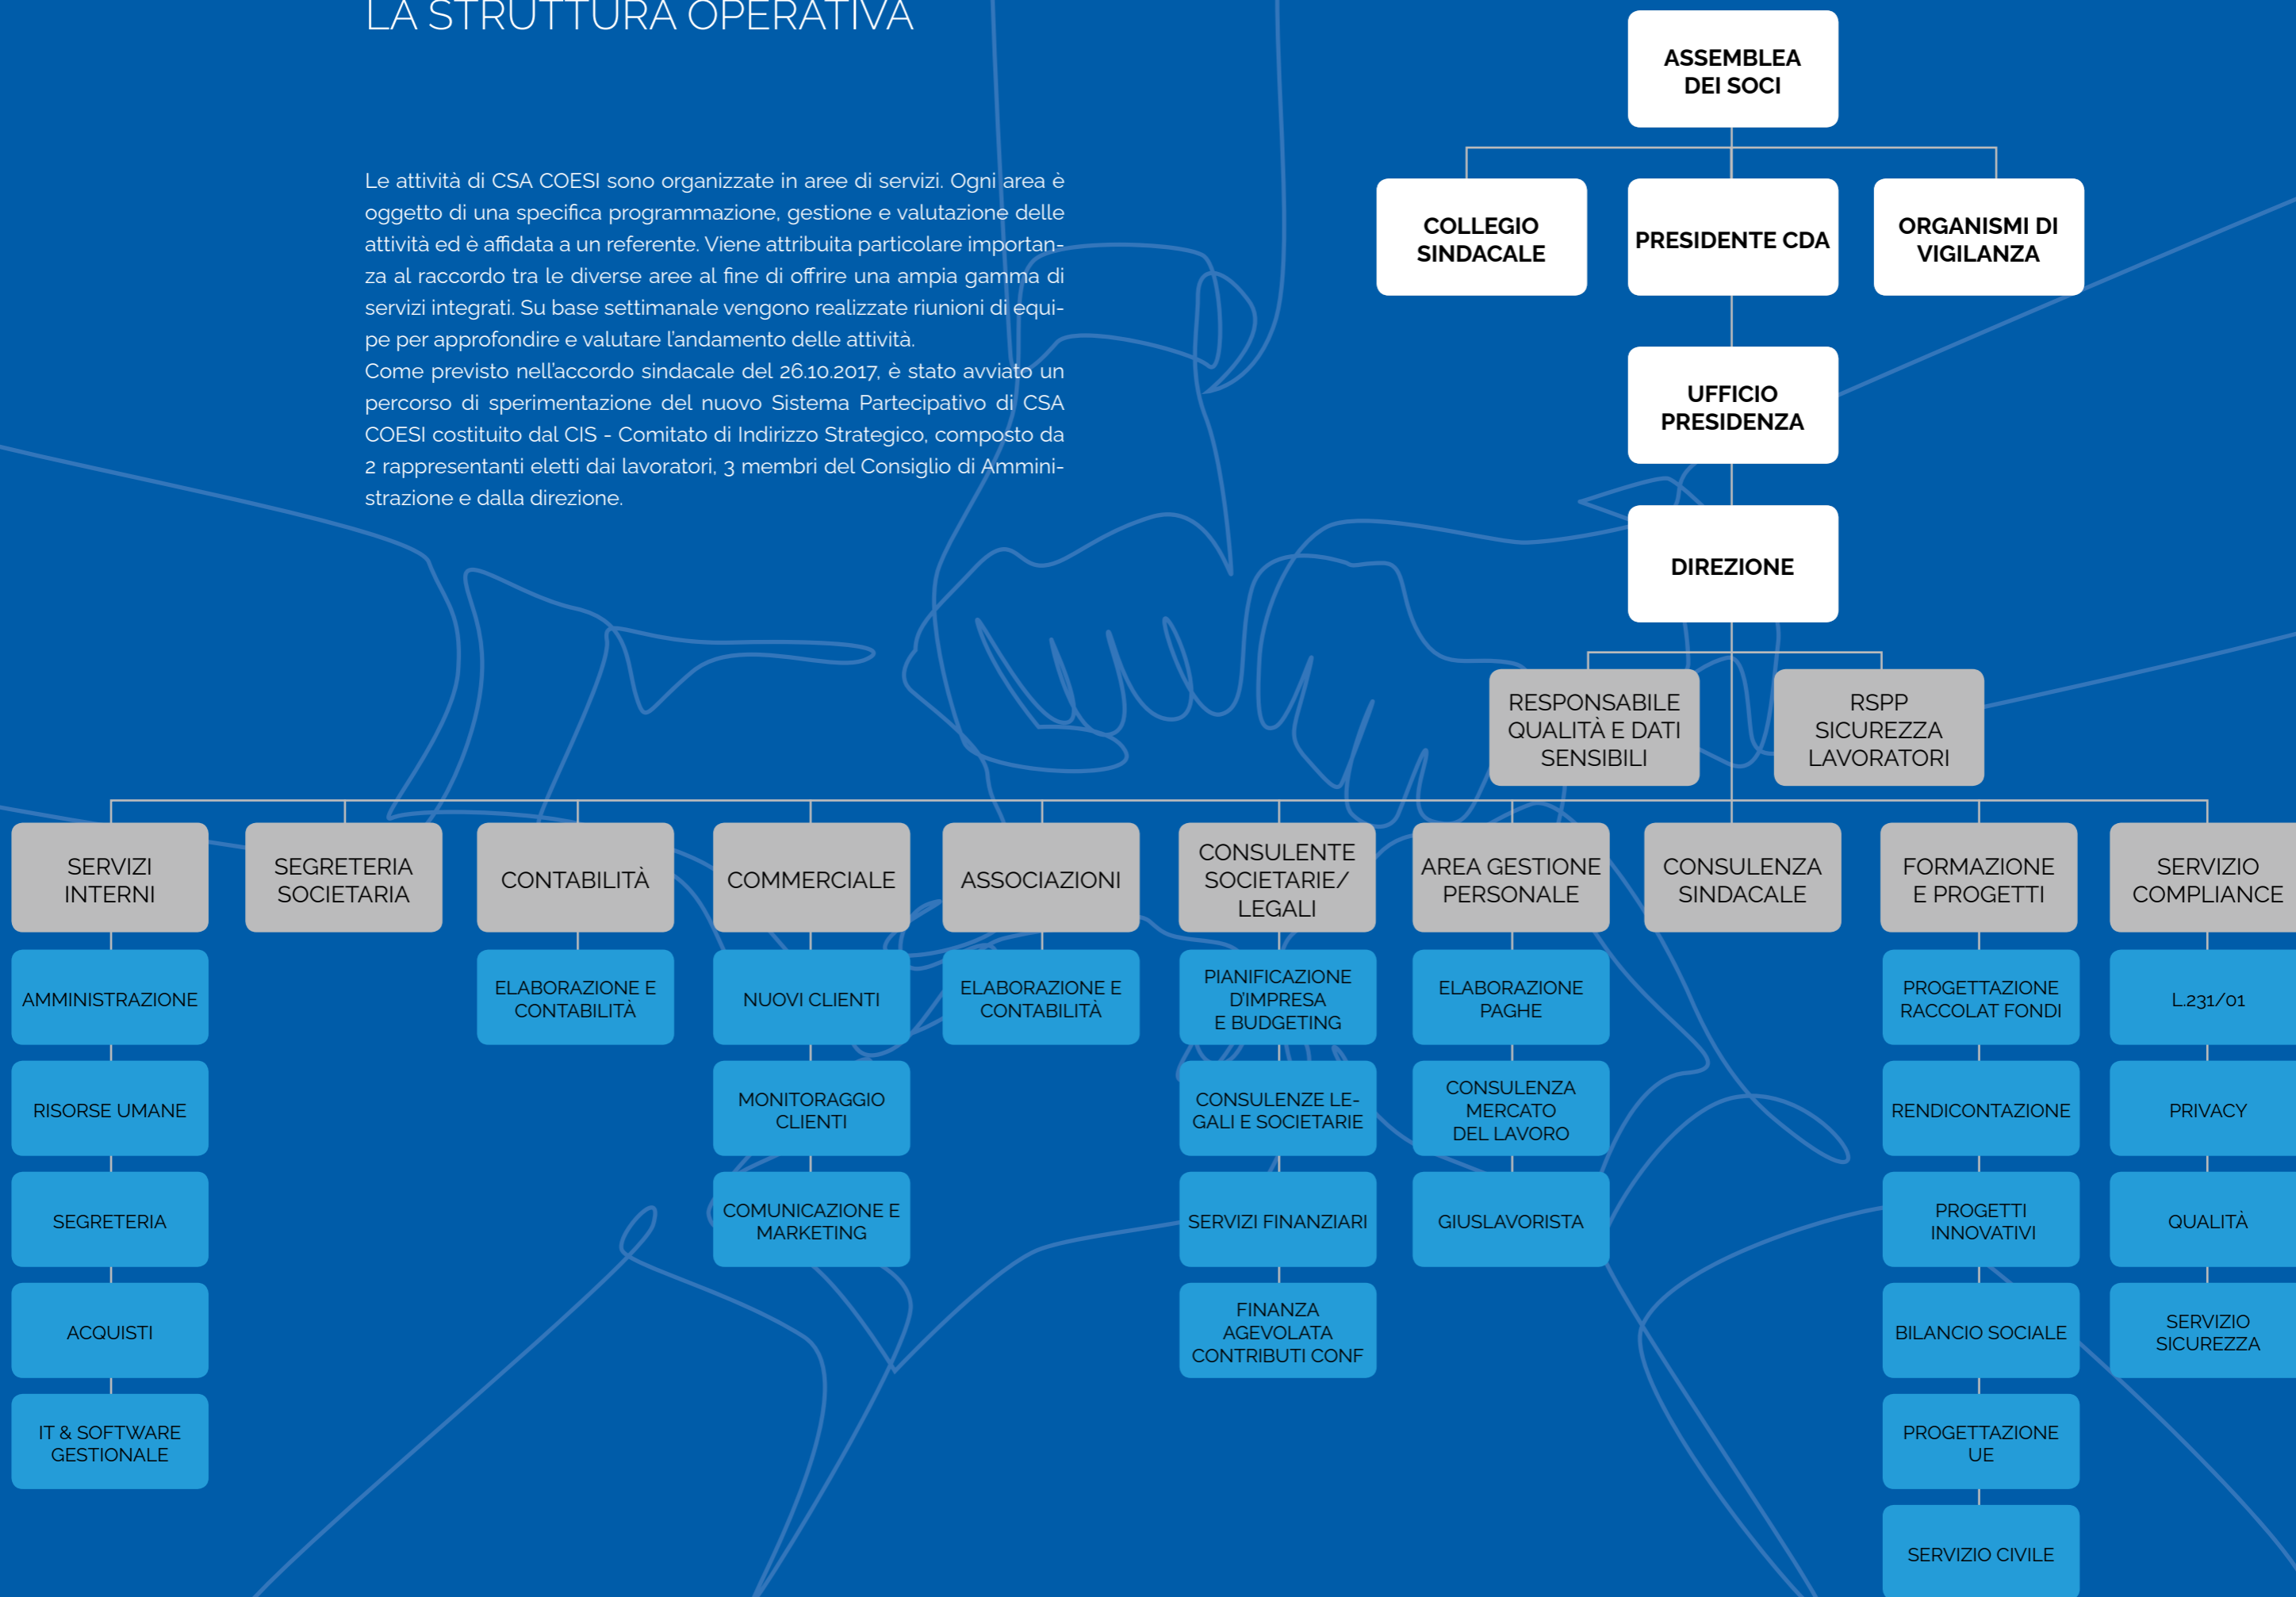 LA STRUTTURA OPERATIVA
Le attività di CSA COESI sono organizzate in aree di servizi. Ogni area è
oggetto di una specifica programmazione, gestione e valutazione delle
attività ed è affidata a un referente. Viene attribuita particolare importan-
za al raccordo tra le diverse aree al fine di offrire una ampia gamma di
servizi integrati. Su base settimanale vengono realizzate riunioni di equi-
pe per approfondire e valutare l'andamento delle attività.
Come previsto nell'accordo sindacale del 26.10.2017, è stato avviato un
percorso di sperimentazione del nuovo Sistema Partecipativo di CSA
COESI costituito dal CIS - Comitato di Indirizzo Strategico, composto da
2 rappresentanti eletti dai lavoratori, 3 membri del Consiglio di Ammini-
strazione e dalla direzione.
ASSEMBLEA
DEI SOCI
COLLEGIO
SINDACALE
PRESIDENTE CDA
ORGANISMI DI
VIGILANZA
UFFICIO
PRESIDENZA
DIREZIONE
RESPONSABILE
QUALITÀ E DATI
SENSIBILI
RSPP
SICUREZZA
LAVORATORI
SERVIZI
INTERNI
AMMINISTRAZIONE
RISORSE UMANE
SEGRETERIA
ACQUISTI
IT & SOFTWARE
GESTIONALE
SEGRETERIA
SOCIETARIA
CONTABILITÀ
ELABORAZIONE E
CONTABILITÀ
COMMERCIALE
NUOVI CLIENTI
MONITORAGGIO
CLIENTI
COMUNICAZIONE E
MARKETING
ASSOCIAZIONI
ELABORAZIONE E
CONTABILITÀ
CONSULENTE
SOCIETARIE/
LEGALI
PIANIFICAZIONE
D'IMPRESA
E BUDGETING
CONSULENZE LE-
GALI E SOCIETARIE
SERVIZI FINANZIARI
FINANZA
AGEVOLATA
CONTRIBUTI CONF
AREA GESTIONE
PERSONALE
ELABORAZIONE
PAGHE
CONSULENZA
MERCATO
DEL LAVORO
GIUSLAVORISTA
CONSULENZA
SINDACALE
FORMAZIONE
E PROGETTI
PROGETTAZIONE
RACCOLAT FONDI
RENDICONTAZIONE
PROGETTI
INNOVATIVI
BILANCIO SOCIALE
PROGETTAZIONE
UE
SERVIZIO CIVILE
SERVIZIO
COMPLIANCE
L.231/01
PRIVACY
QUALITÀ
SERVIZIO
SICUREZZA